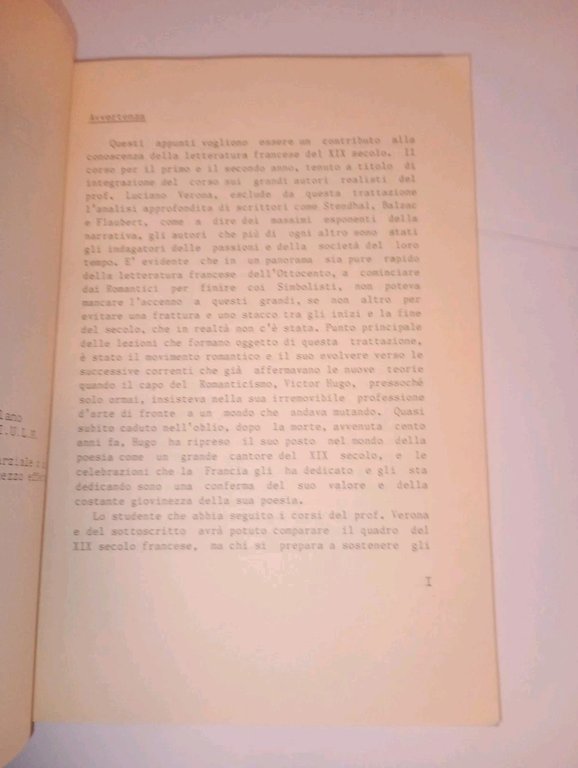 Avvertenza
Questi appunti vogliono essere un contributo alla
conoscenza della letteratura francese del XIX secolo. Il
corso per il primo e il secondo anno, tenuto a titolo di
integrazione del corso sui grandi autori realisti del
prof. Luciano Verona, esclude da questa trattazione
l'analisi approfondita di scrittori come Stendhal, Balzac
e Flaubert, come a dire dei massimi esponenti della
narrativa, gli autori che più di ogni altro sono stati
gli indagatori delle passioni e della società del loro
tempo. E' evidente che in un panorama sia pure rapido
della letteratura francese dell'Ottocento, a cominciare
dai Romantici per finire coi Simbolisti, non poteva
mancare l'accenno a questi grandi, se non altro per
evitare una frattura e uno stacco tra gli inizi e la fine
del secolo, che in realtà non c'è stata. Punto principale
delle lezioni che formano oggetto di questa trattazione,
è stato il movimento romantico e il suo evolvere verso le
successive correnti che già affermavano le nuove teorie
quando il capo del Romanticismo, Victor Hugo, pressoché
solo ormai, insisteva nella sua irremovibile professione
d'arte di fronte a un mondo che andava mutando. Quasi
subito caduto nell'oblio, dopo la morte, avvenuta cento
anni fa, Hugo ha ripreso il suo posto nel mondo della
poesia come un grande cantore del XIX secolo, e le
celebrazioni che la Francia gli ha dedicato e gli sta
dedicando sono una conferma del suo valore e della
costante giovinezza della sua poesia.
Lo studente che abbia seguito i corsi del prof. Verona
e del sottoscritto avrà potuto comparare il quadro del
XIX secolo francese, ma chi si prepara a sostenere gli
I